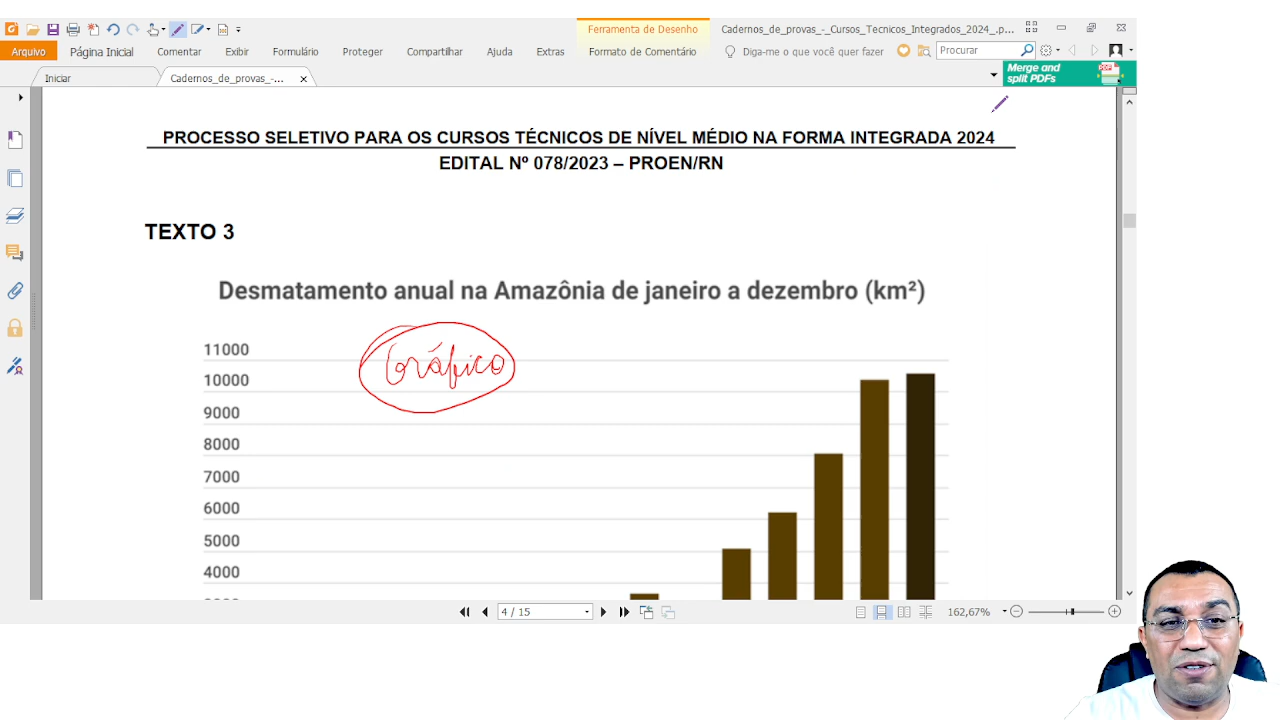 Ferramenta de Desenho
Cadernos_de_provas_-_Cursos_Tecnicos_Integrados_2024_.p...
Arquivo Página Inicial Comentar Exibir Formulário Proteger Compartilhar Ajuda Extras Formato de Comentário Diga-me o que você quer fazer Procurar
Iniciar Cadernos_de_provas_-...
Merge and
split PDFs
PDF
PROCESSO SELETIVO PARA OS CURSOS TÉCNICOS DE NÍVEL MÉDIO NA FORMA INTEGRADA 2024
EDITAL Nº 078/2023 – PROEN/RN
TEXTO 3
Desmatamento anual na Amazônia de janeiro a dezembro (km²)
Gráfico
11000
10000
9000
8000
7000
6000
5000
4000
4 / 15
162,67%